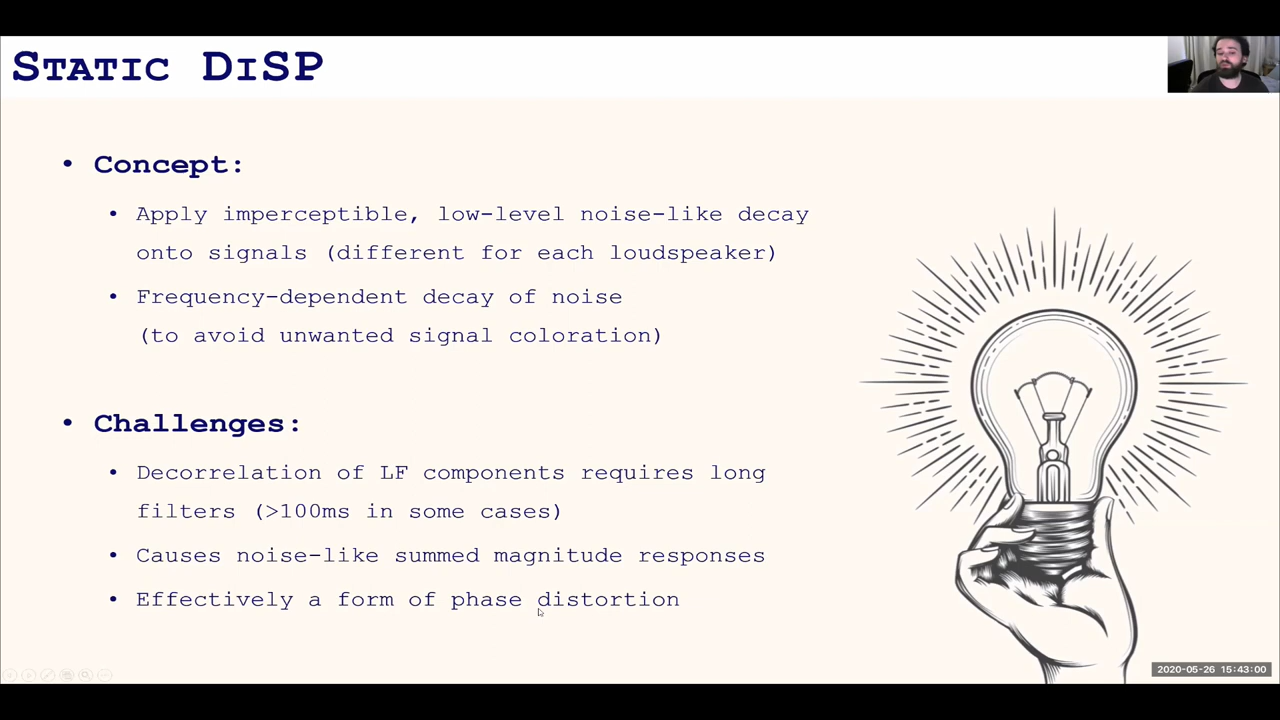 STATIC DISP
• Concept:
• Apply imperceptible, low-level noise-like decay
onto signals (different for each loudspeaker)
• Frequency-dependent decay of noise
(to avoid unwanted signal coloration)
• Challenges:
• Decorrelation of LF components requires long
filters (>100ms in some cases)
• Causes noise-like summed magnitude responses
• Effectively a form of phase distortion
2020-05-26 15:43:00